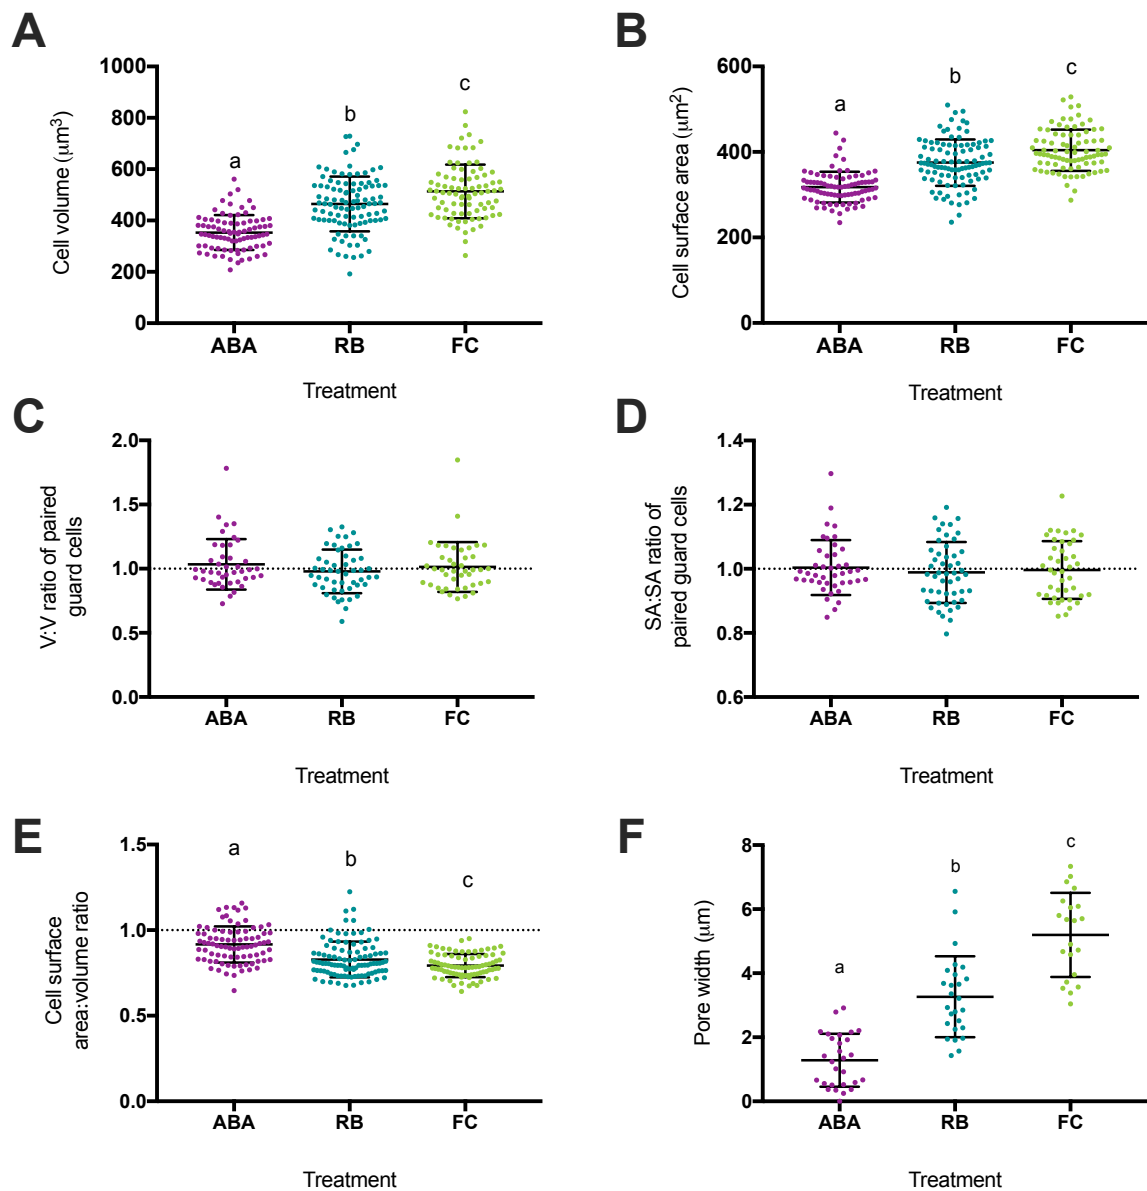 A
Cell volume (μm3)
1000
800
600
400
200
0
a
b
c
ABA
RB
FC
Treatment
B
Cell surface area (μm2)
600
400
200
0
a
b
c
ABA
RB
FC
Treatment
C
V:V ratio of paired
guard cells
2.0
1.5
1.0
0.5
0.0
ABA
RB
FC
Treatment
D
SA:SA ratio of
paired guard cells
1.4
1.2
1.0
0.8
0.6
ABA
RB
FC
Treatment
E
Cell surface
area:volume ratio
1.5
1.0
0.5
0.0
a
b
c
ABA
RB
FC
Treatment
F
Pore width (μm)
8
6
4
2
0
a
b
c
ABA
RB
FC
Treatment